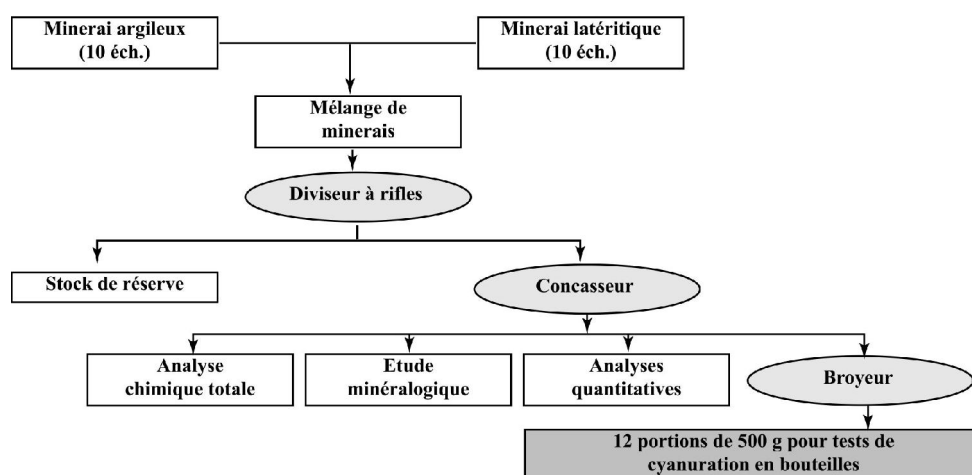 Minerai argileux
(10 éch.)
Minerai latéritique
(10 éch.)
Mélange de
minerais
Diviseur à rifles
Stock de réserve
Concasseur
Analyse
chimique totale
Etude
minéralogique
Analyses
quantitatives
Broyeur
12 portions de 500 g pour tests de
cyanuration en bouteilles